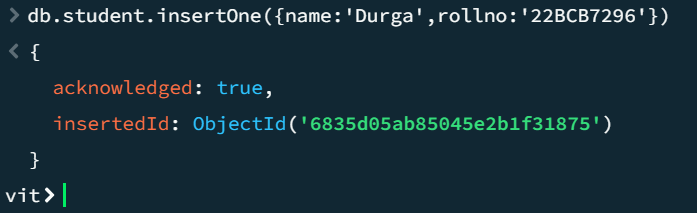 > db.student.insertOne({name:'Durga',rollno:'22BCB7296'})
< {
acknowledged: true,
insertedId: ObjectId('6835d05ab85045e2b1f31875')
}
vit>